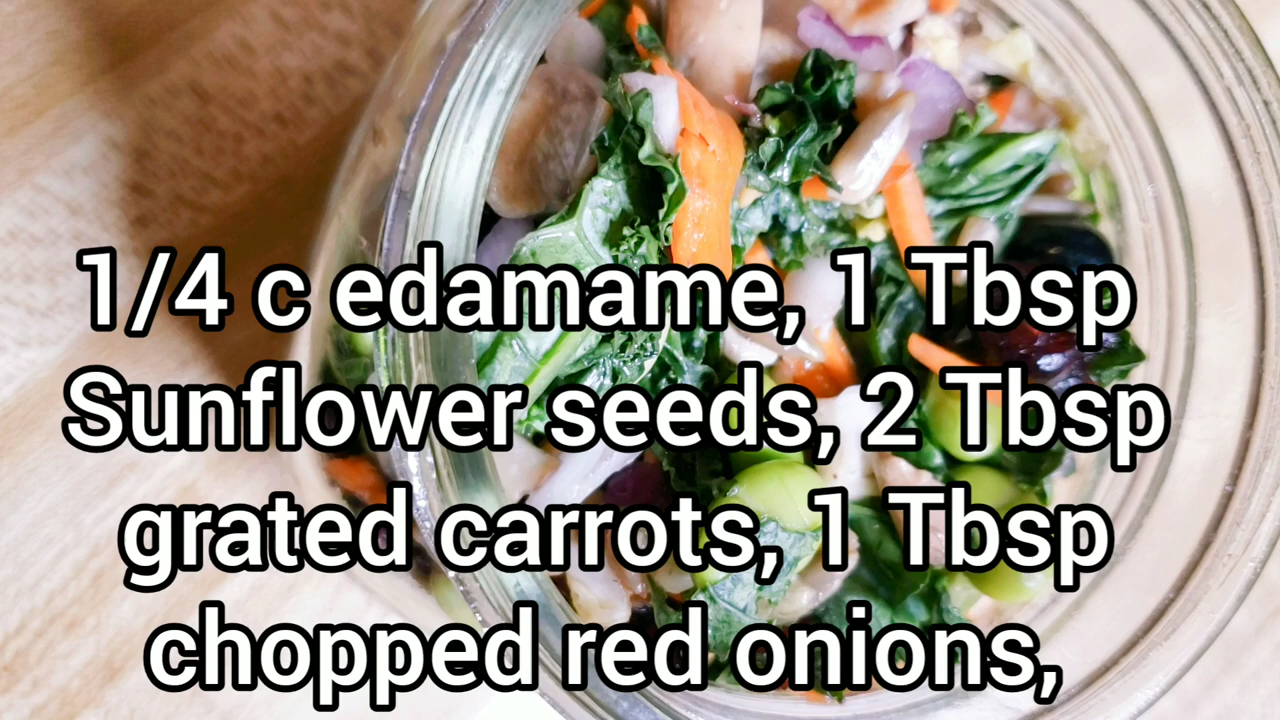 1/4 c edamame, 1 Tbsp
Sunflower seeds, 2 Tbsp
grated carrots, 1 Tbsp
chopped red onions,